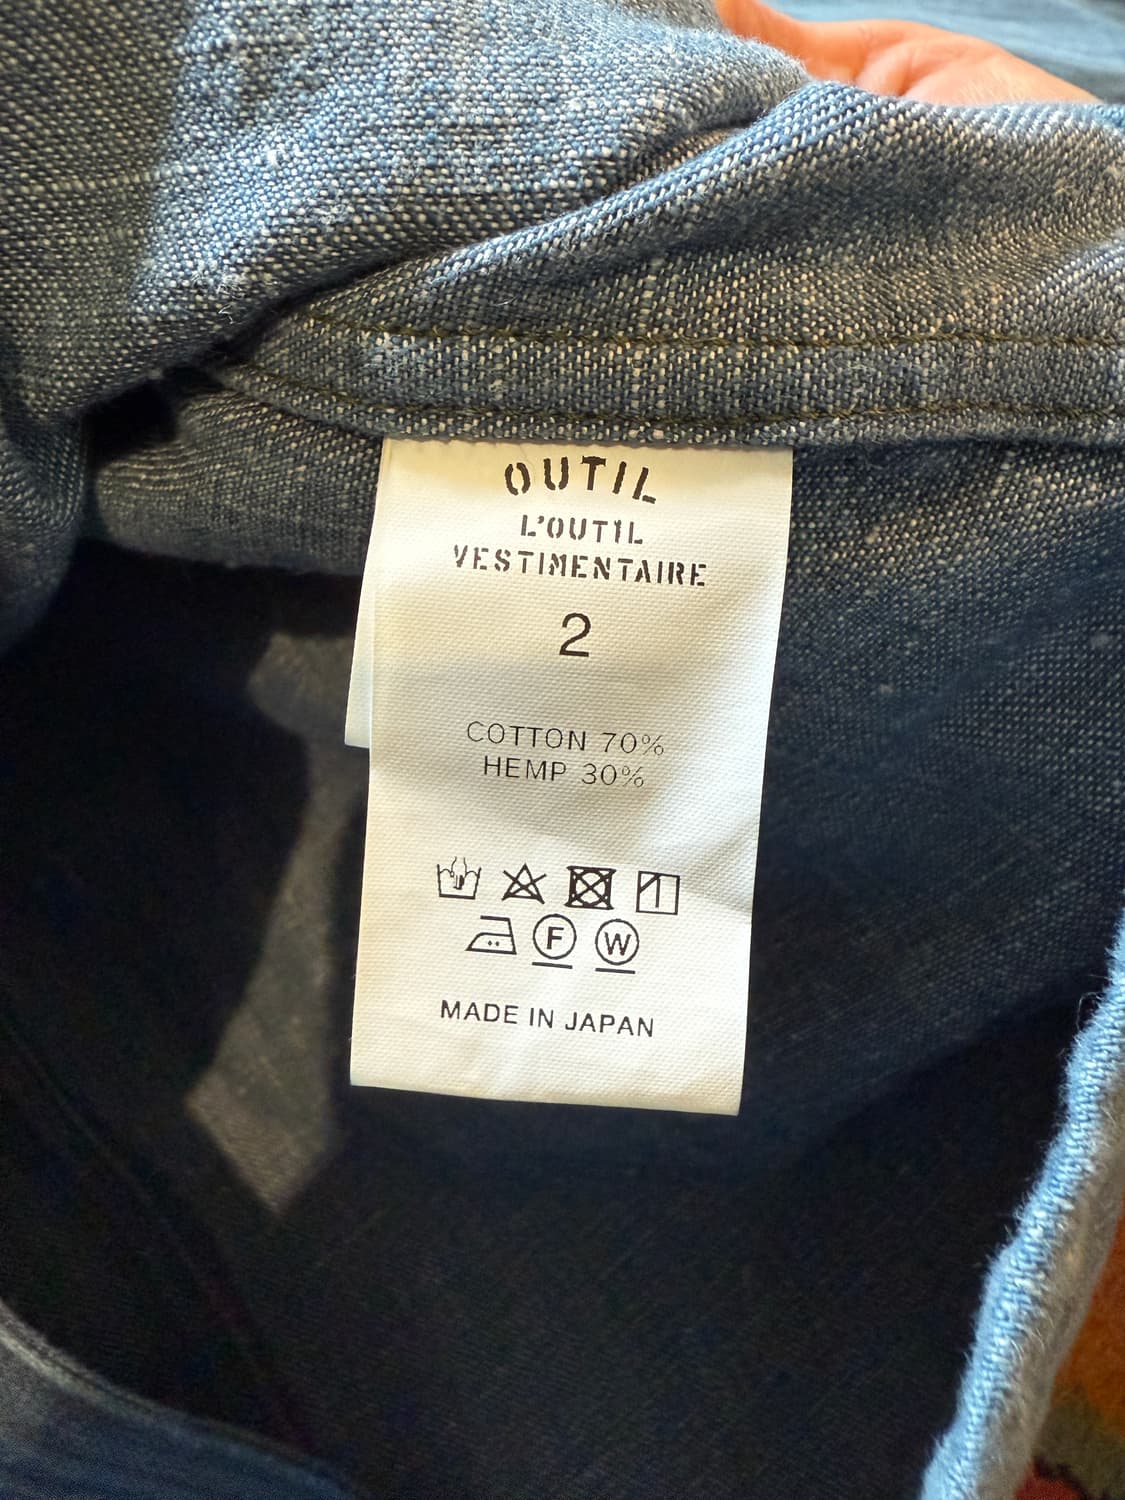 OUTIL
L'OUTIL
VESTIMENTAIRE
2
COTTON 70%
HEMP 30%
F W
MADE IN JAPAN